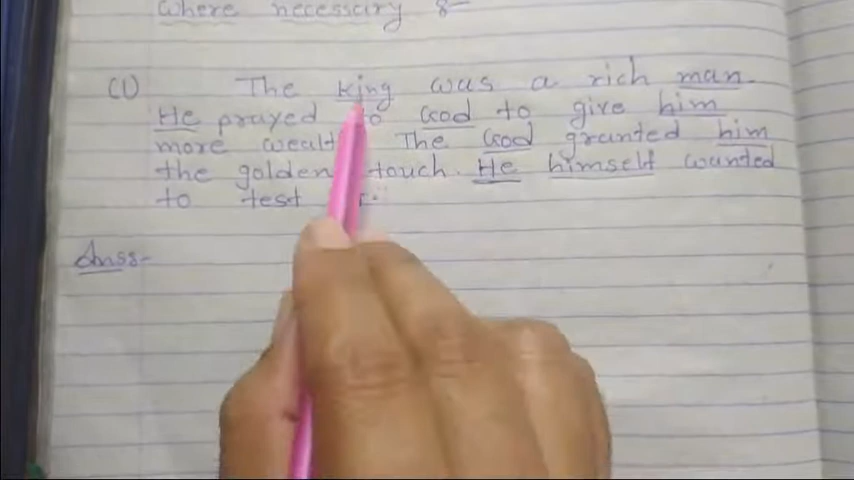 where necessary :-
(1) The king was a rich man.
He prayed to God to give him
more wealt The God granted him
the golden touch. He himself wanted
to test
Ans:-